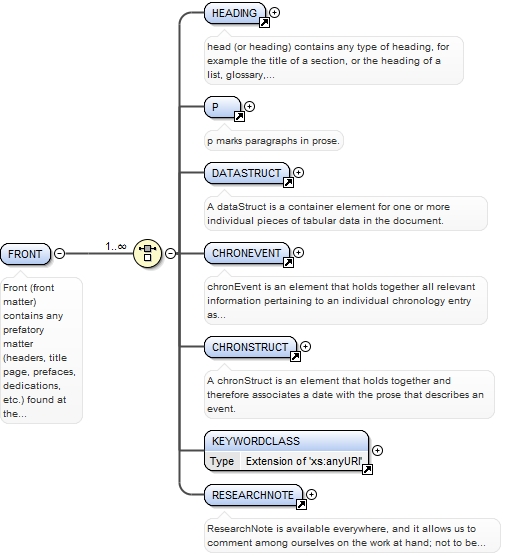 HEADING
head (or heading) contains any type of heading, for
example the title of a section, or the heading of a
list, glossary,...
P
p marks paragraphs in prose.
DATASTRUCT
A dataStruct is a container element for one or more
individual pieces of tabular data in the document.
FRONT
1..∞
Front (front
matter)
contains any
prefatory
matter
(headers, title
page, prefaces,
dedications,
etc.) found at
the...
CHRONEVENT
chronEvent is an element that holds together all relevant
information pertaining to an individual chronology entry
as...
CHRONSTRUCT
A chronStruct is an element that holds together and
therefore associates a date with the prose that describes an
event.
KEYWORDCLASS
Type Extension of 'xs:anyURI'
RESEARCHNOTE
ResearchNote is available everywhere, and it allows us to
comment among ourselves on the work at hand; not to be...